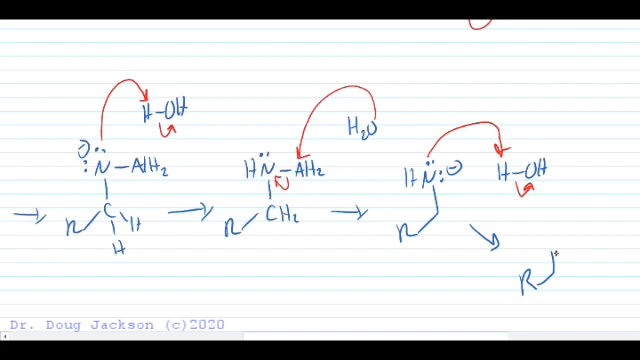 H-OH
H2O
⊖ :N̈-AlH2 HN̈-AlH2 HN̈:⊖ H-OH
R C H R CH2 R
H
R
Dr. Doug Jackson (c)2020